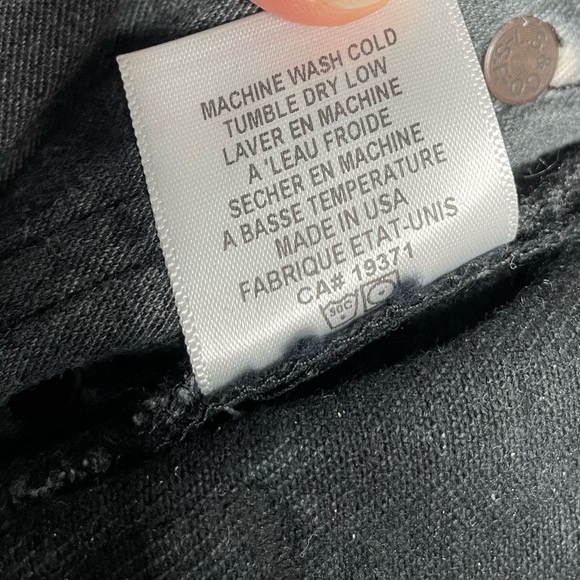 MACHINE WASH COLD
TUMBLE DRY LOW
LAVER EN MACHINE
A 'LEAU FROIDE
SECHER EN MACHINE
A BASSE TEMPERATURE
MADE IN USA
FABRIQUE ETAT-UNIS
CA# 19371